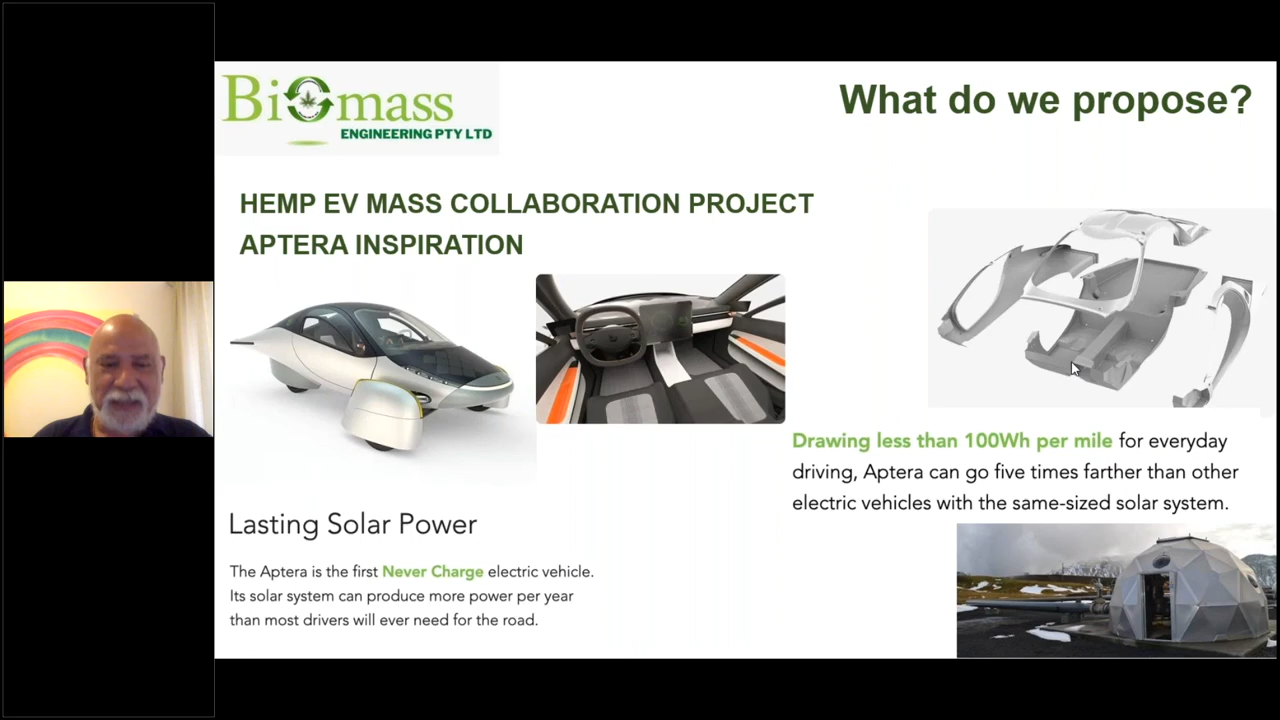 Biomass
ENGINEERING PTY LTD
What do we propose?
HEMP EV MASS COLLABORATION PROJECT
APTERA INSPIRATION
Drawing less than 100Wh per mile for everyday
driving, Aptera can go five times farther than other
electric vehicles with the same-sized solar system.
Lasting Solar Power
The Aptera is the first Never Charge electric vehicle.
Its solar system can produce more power per year
than most drivers will ever need for the road.